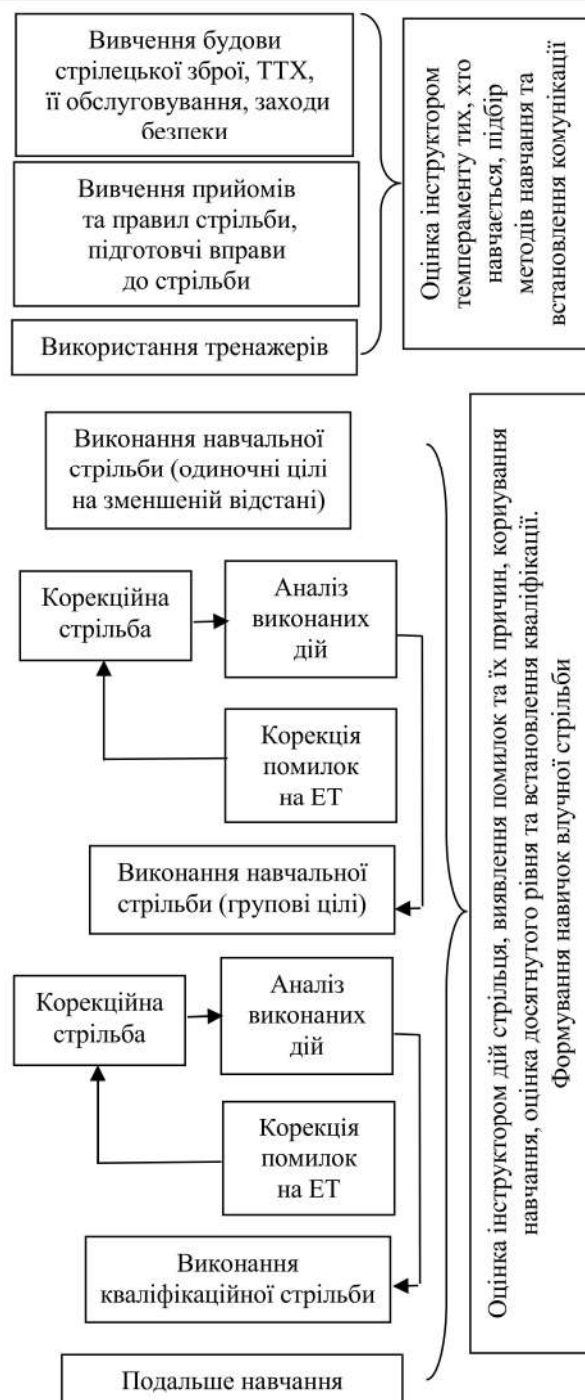 Вивчення будови
стрілецької зброї, ТТХ,
її обслуговування, заходи
безпеки
Вивчення прийомів
та правил стрільби,
підготовчі вправи
до стрільби
Використання тренажерів
Оцінка інструктором
темпераменту тих, хто
навчається, підбір
методів навчання та
встановлення комунікації
Виконання навчальної
стрільби (одиночні цілі
на зменшеній відстані)
Корекційна
стрільба
Аналіз
виконаних
дій
Корекція
помилок
на ЕТ
Виконання навчальної
стрільби (групові цілі)
Корекційна
стрільба
Аналіз
виконаних
дій
Корекція
помилок
на ЕТ
Виконання
кваліфікаційної стрільби
Подальше навчання
Оцінка інструктором дій стрільця, виявлення помилок та їх причин, кориування
навчання, оцінка досягнутого рівня та встановлення кваліфікації.
Формування навичок влучної стрільби